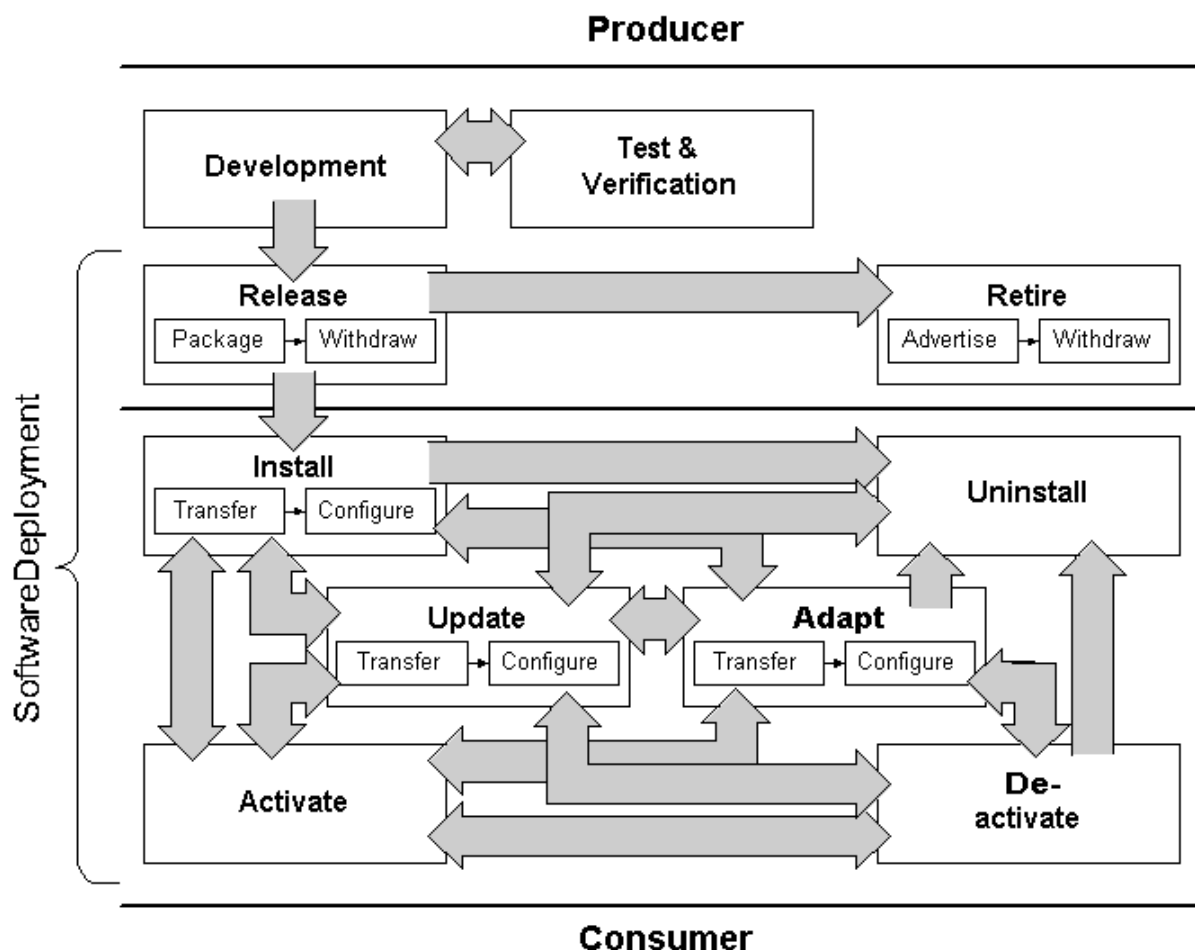 Producer
Development
Test &
Verification
Release
Package
Withdraw
Retire
Advertise
Withdraw
SoftwareDeployment
Install
Transfer
Configure
Uninstall
Update
Transfer
Configure
Adapt
Transfer
Configure
Activate
De-
activate
Consumer